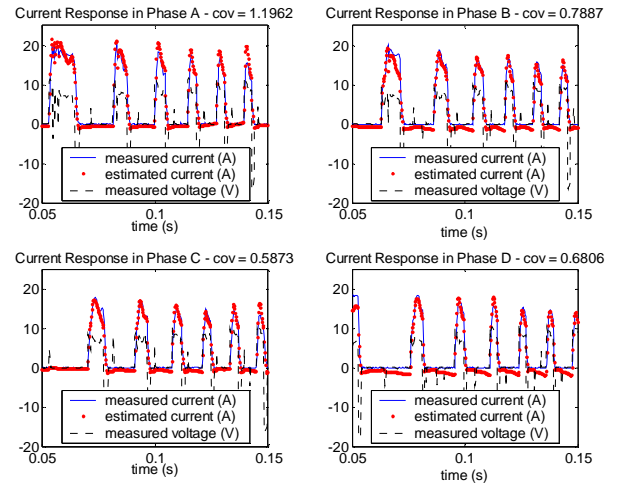 Current Response in Phase A - cov = 1.1962
20
10
0
-10
-20
measured current (A)
estimated current (A)
measured voltage (V)
0.05
0.1
0.15
time (s)
Current Response in Phase B - cov = 0.7887
20
10
0
-10
-20
measured current (A)
estimated current (A)
measured voltage (V)
0.05
0.1
0.15
time (s)
Current Response in Phase C - cov = 0.5873
20
10
0
-10
-20
measured current (A)
estimated current (A)
measured voltage (V)
0.05
0.1
0.15
time (s)
Current Response in Phase D - cov = 0.6806
20
10
0
-10
-20
measured current (A)
estimated current (A)
measured voltage (V)
0.05
0.1
0.15
time (s)